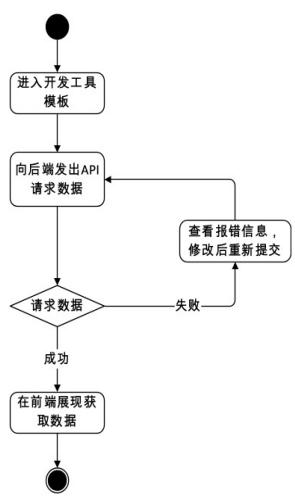 进入开发工具
模板
向后端发出API
请求数据
查看报错信息，
修改后重新提交
请求数据
失败
成功
在前端展现获
取数据